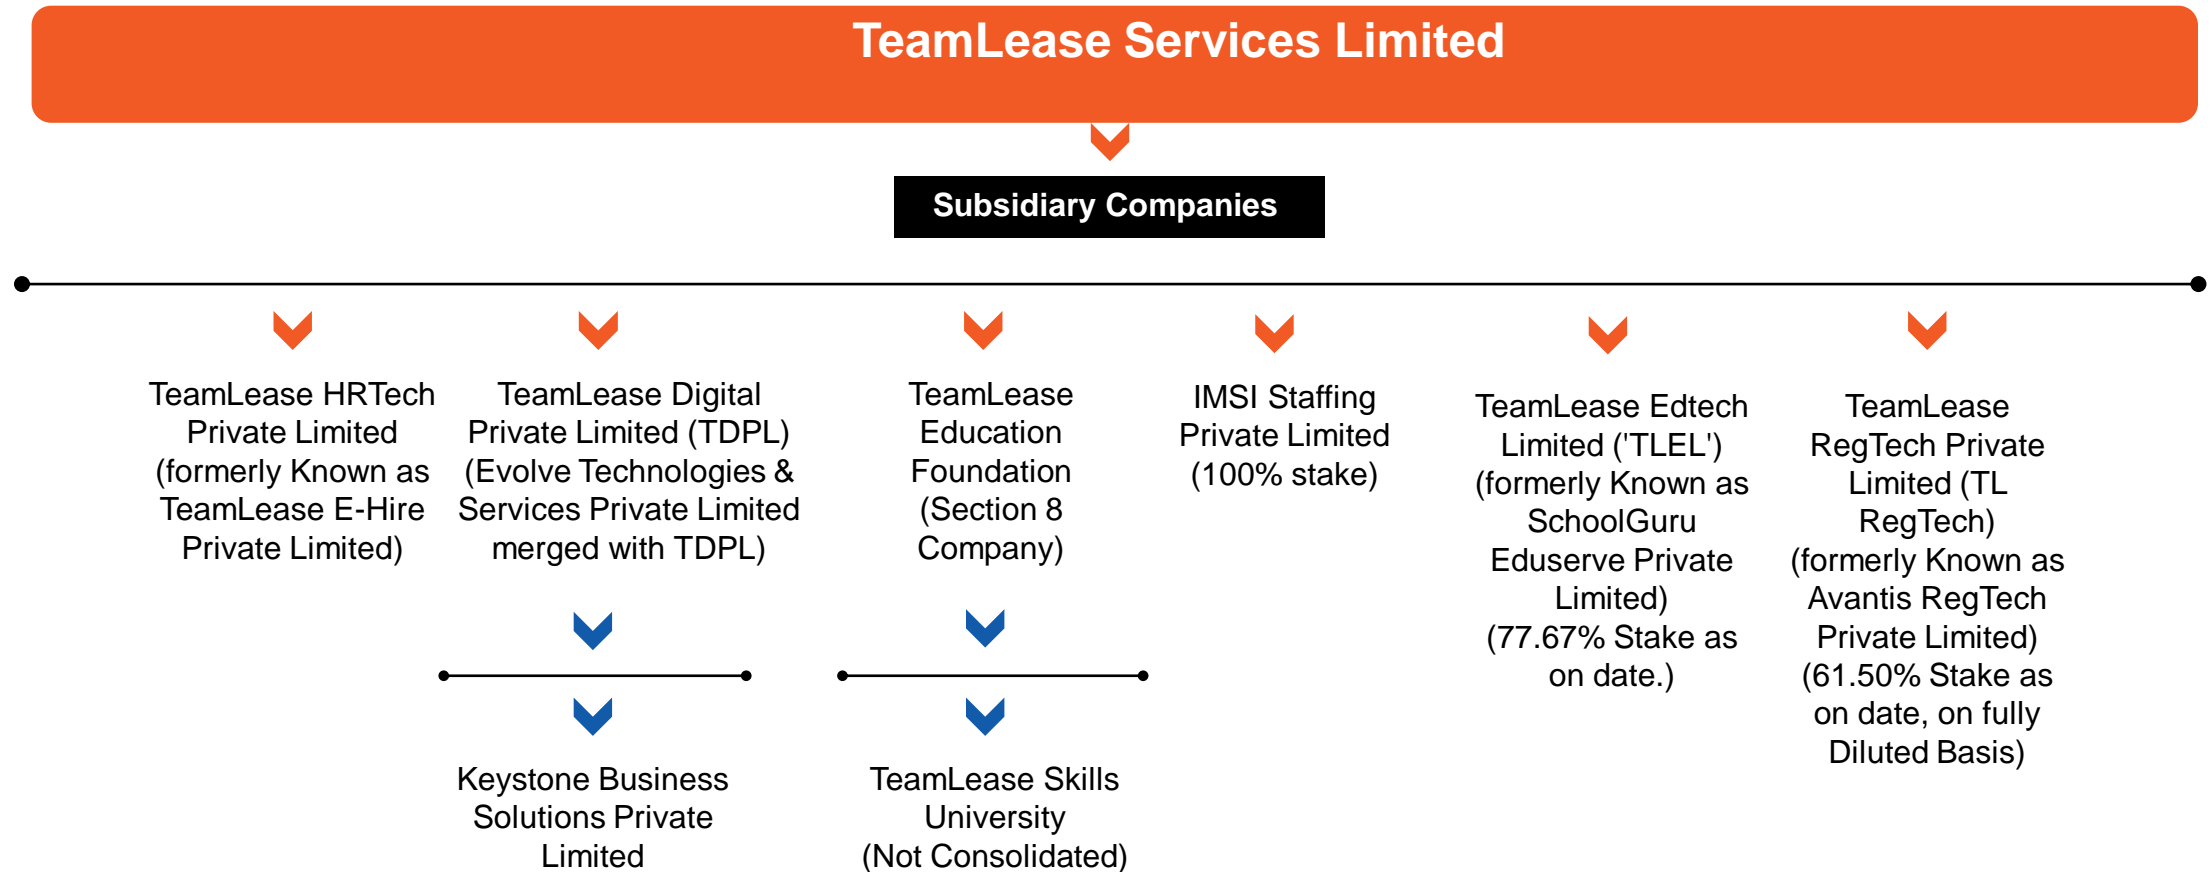 TeamLease Services Limited
Subsidiary Companies
TeamLease HRTech
Private Limited
(formerly Known as
TeamLease E-Hire
Private Limited)
TeamLease Digital
Private Limited (TDPL)
(Evolve Technologies &
Services Private Limited
merged with TDPL)
TeamLease
Education
Foundation
(Section 8
Company)
IMSI Staffing
Private Limited
(100% stake)
TeamLease Edtech
Limited ('TLEL')
(formerly Known as
SchoolGuru
Eduserve Private
Limited)
(77.67% Stake as
on date.)
TeamLease
RegTech Private
Limited (TL
RegTech)
(formerly Known as
Avantis RegTech
Private Limited)
(61.50% Stake as
on date, on fully
Diluted Basis)
Keystone Business
Solutions Private
Limited
TeamLease Skills
University
(Not Consolidated)